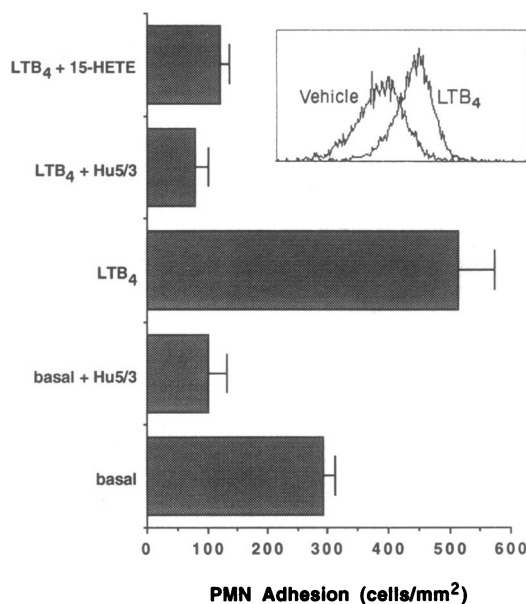 LTB4 + 15-HETE
Vehicle
LTB4
LTB4 + Hu5/3
LTB4
basal + Hu5/3
basal
0 100 200 300 400 500 600
PMN Adhesion (cells/mm2)